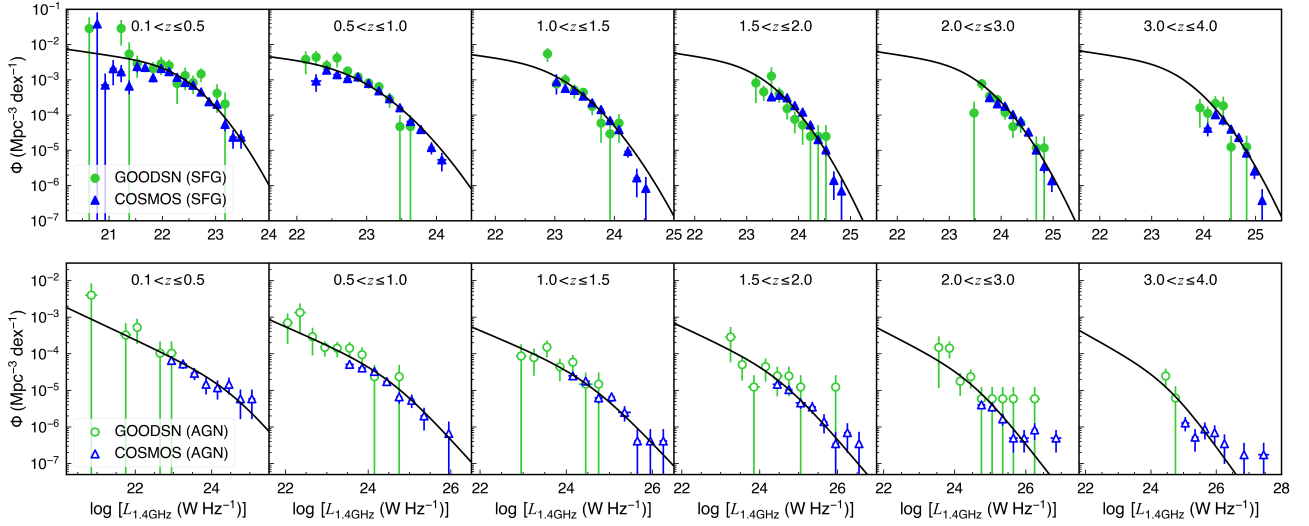 0.1<z≤0.5 0.5<z≤1.0 1.0<z≤1.5 1.5<z≤2.0 2.0<z≤3.0 3.0<z≤4.0
10⁻¹
10⁻²
10⁻³
10⁻⁴
10⁻⁵
10⁻⁶
10⁻⁷
Φ (Mpc⁻³ dex⁻¹)
GOODSN (SFG)
COSMOS (SFG)
21 22 23 24 22 23 24 22 23 24 25 22 23 24 25 22 23 24 25 22 23 24 25
0.1<z≤0.5 0.5<z≤1.0 1.0<z≤1.5 1.5<z≤2.0 2.0<z≤3.0 3.0<z≤4.0
10⁻²
10⁻³
10⁻⁴
10⁻⁵
10⁻⁶
10⁻⁷
Φ (Mpc⁻³ dex⁻¹)
GOODSN (AGN)
COSMOS (AGN)
22 24 22 24 26 22 24 26 22 24 26 22 24 26 22 24 26 28
log [L₁.₄GHz (W Hz⁻¹)] log [L₁.₄GHz (W Hz⁻¹)] log [L₁.₄GHz (W Hz⁻¹)] log [L₁.₄GHz (W Hz⁻¹)] log [L₁.₄GHz (W Hz⁻¹)] log [L₁.₄GHz (W Hz⁻¹)]